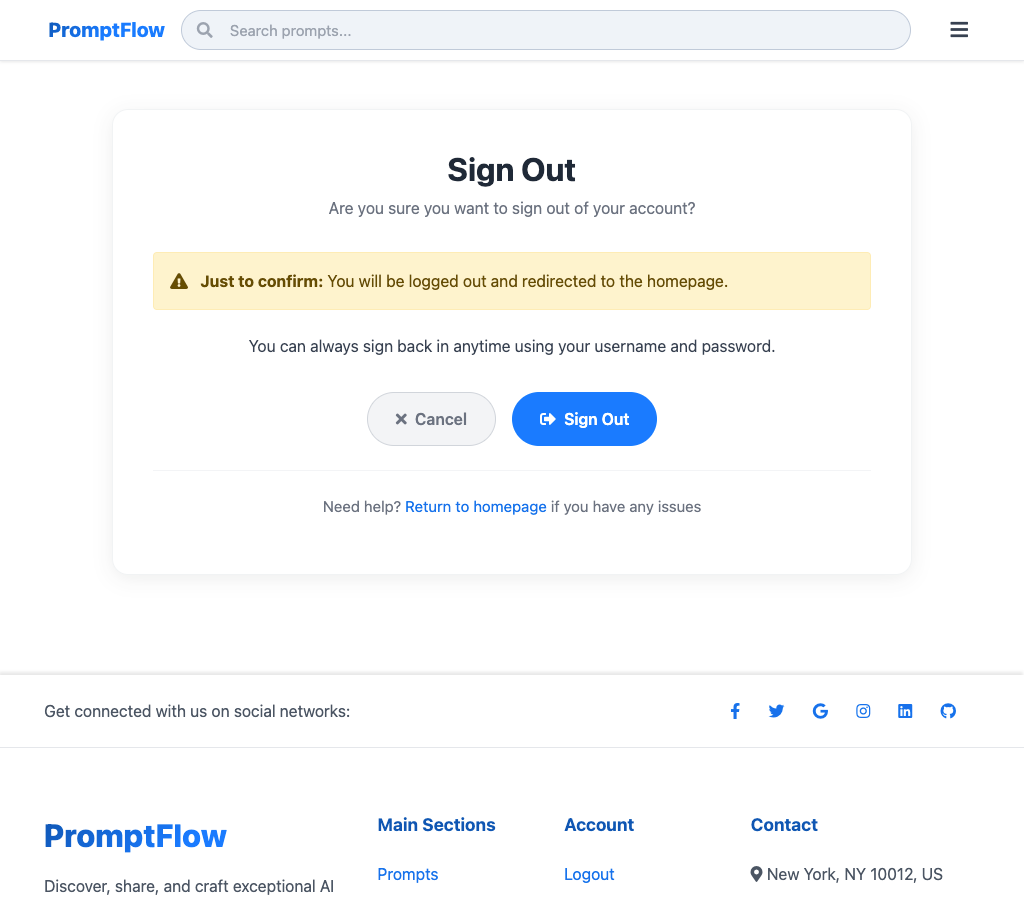 PromptFlow
Search prompts...
Sign Out
Are you sure you want to sign out of your account?
Just to confirm: You will be logged out and redirected to the homepage.
You can always sign back in anytime using your username and password.
Cancel
Sign Out
Need help? Return to homepage if you have any issues
Get connected with us on social networks:
PromptFlow
Discover, share, and craft exceptional AI
Main Sections
Prompts
Account
Logout
Contact
New York, NY 10012, US